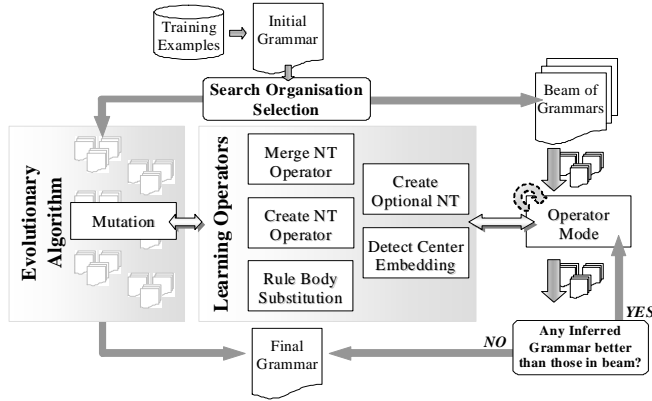 Training
Examples
Initial
Grammar
Search Organisation
Selection
Beam of
Grammars
Evolutionary
Algorithm
Mutation
Learning Operators
Merge NT
Operator
Create NT
Operator
Rule Body
Substitution
Create
Optional NT
Detect Center
Embedding
Operator
Mode
YES
NO
Any Inferred
Grammar better
than those in beam?
Final
Grammar